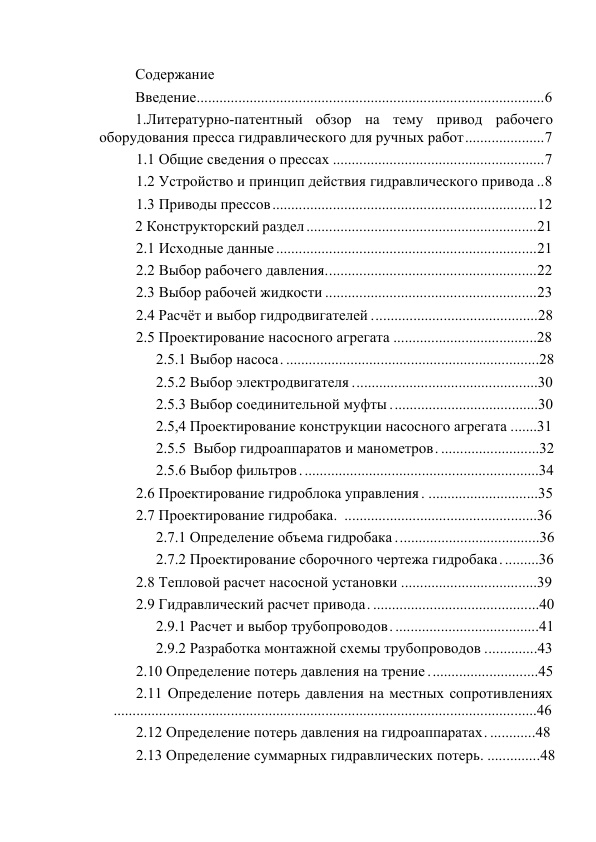 Содержание
Введение............................................................................................6
1.Литературно-патентный обзор на тему привод рабочего
оборудования пресса гидравлического для ручных работ.....................7
1.1 Общие сведения о прессах ........................................................7
1.2 Устройство и принцип действия гидравлического привода ..8
1.3 Приводы прессов......................................................................12
2 Конструкторский раздел .............................................................21
2.1 Исходные данные .....................................................................21
2.2 Выбор рабочего давления........................................................22
2.3 Выбор рабочей жидкости ........................................................23
2.4 Расчёт и выбор гидродвигателей ............................................28
2.5 Проектирование насосного агрегата ......................................28
2.5.1 Выбор насоса. ...................................................................28
2.5.2 Выбор электродвигателя .................................................30
2.5.3 Выбор соединительной муфты . .......................................30
2.5,4 Проектирование конструкции насосного агрегата .......31
2.5.5 Выбор гидроаппаратов и манометров. ..........................32
2.5.6 Выбор фильтров . ..............................................................34
2.6 Проектирование гидроблока управления . .............................35
2.7 Проектирование гидробака. ...................................................36
2.7.1 Определение объема гидробака . .....................................36
2.7.2 Проектирование сборочного чертежа гидробака. .........36
2.8 Тепловой расчет насосной установки ....................................39
2.9 Гидравлический расчет привода. ............................................40
2.9.1 Расчет и выбор трубопроводов. ......................................41
2.9.2 Разработка монтажной схемы трубопроводов ..............43
2.10 Определение потерь давления на трение . ............................45
2.11 Определение потерь давления на местных сопротивлениях
................................................................................................................46
2.12 Определение потерь давления на гидроаппаратах. ............48
2.13 Определение суммарных гидравлических потерь. ..............48